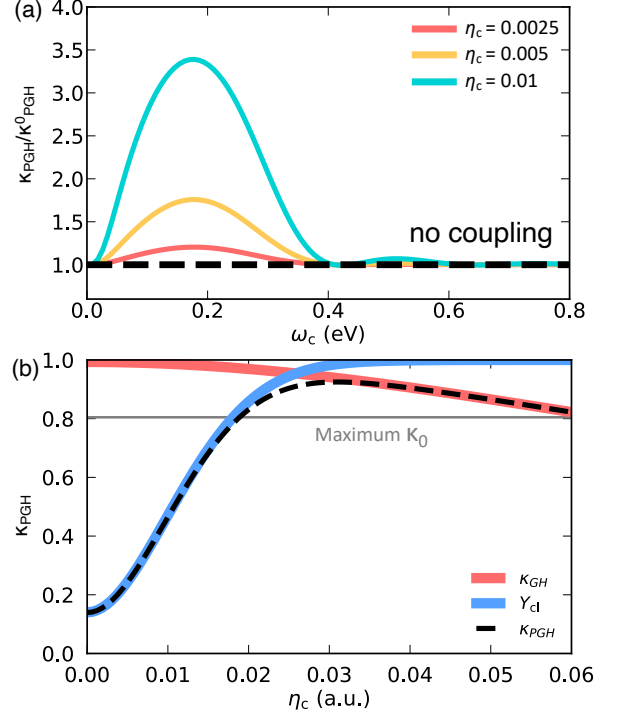 (a)
4.0
3.5
3.0
2.5
2.0
1.5
1.0
κPGH/κ⁰PGH
ηc = 0.0025
ηc = 0.005
ηc = 0.01
no coupling
0.0 0.2 0.4 0.6 0.8
ωc (eV)
(b)
1.0
0.8
0.6
0.4
0.2
0.0
κPGH
Maximum κ0
κGH
Ycl
κPGH
0.00 0.01 0.02 0.03 0.04 0.05 0.06
ηc (a.u.)